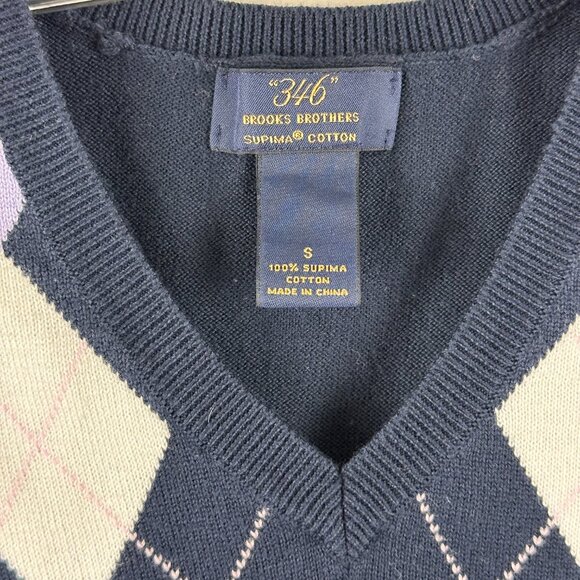 "346"
BROOKS BROTHERS
SUPIMA® COTTON
S
100% SUPIMA
COTTON
MADE IN CHINA